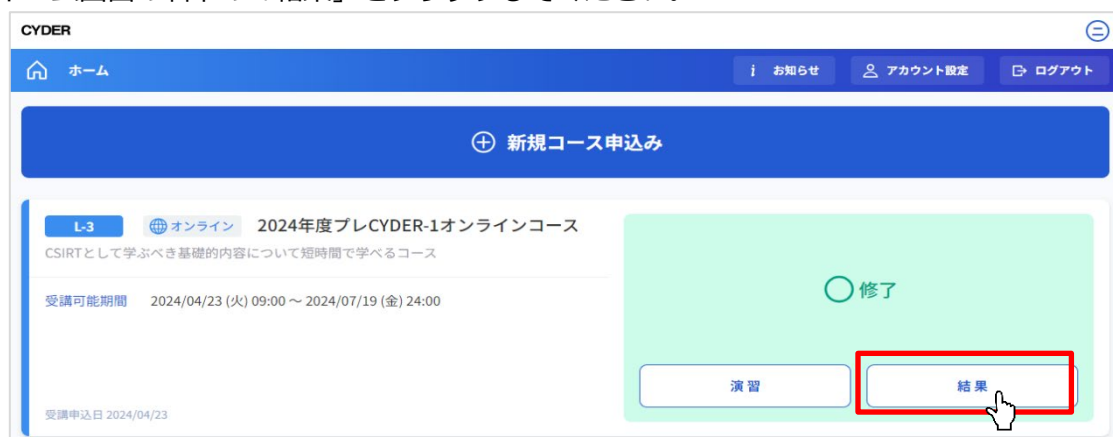 CYDER
ホーム
お知らせ
アカウント設定
ログアウト
新規コース申込み
L-3 オンライン 2024年度プレCYDER-1オンラインコース
CSIRTとして学ぶべき基礎的内容について短時間で学べるコース
受講可能期間 2024/04/23 (火) 09:00 ~ 2024/07/19 (金) 24:00
修了
演習
結果
受講申込日 2024/04/23